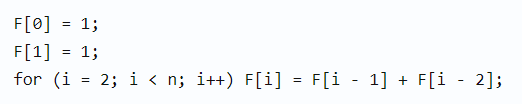 F[0] = 1;
F[1] = 1;
for (i = 2; i < n; i++) F[i] = F[i - 1] + F[i - 2];